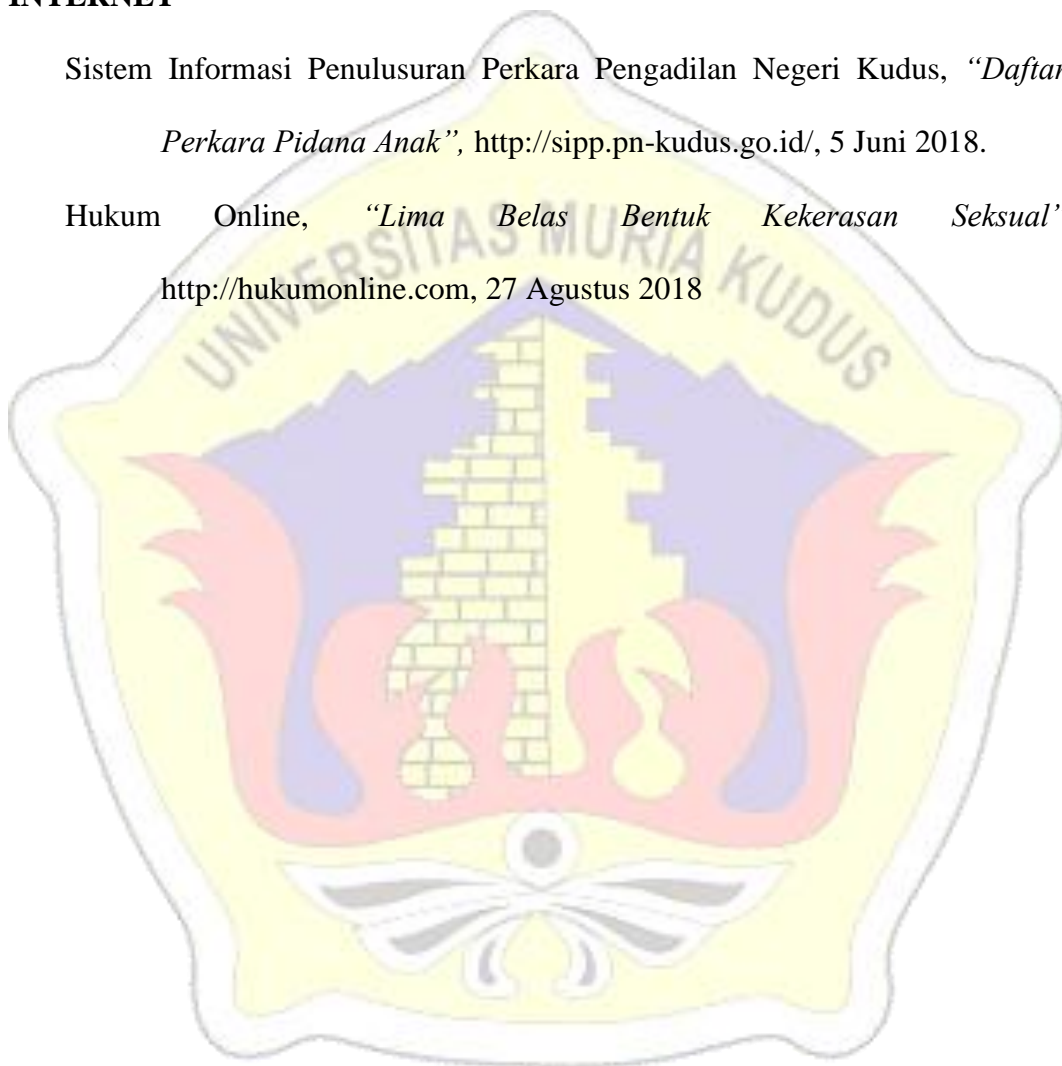 INTERNET
Sistem Informasi Penulusuran Perkara Pengadilan Negeri Kudus, “Daftar
Perkara Pidana Anak”, http://sipp.pn-kudus.go.id/, 5 Juni 2018.
Hukum Online, “Lima Belas Bentuk Kekerasan Seksual”
http://hukumonline.com, 27 Agustus 2018
UNIVERSITAS MURIA KUDUS